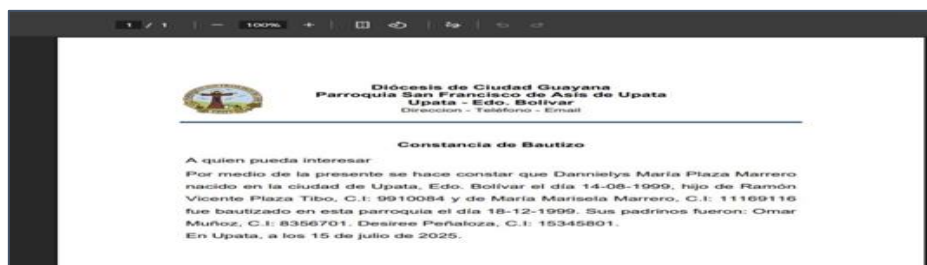 1 / 1 — 100% +
Diócesis de Ciudad Guayana
Parroquia San Francisco de Asís de Upata
Upata - Edo. Bolívar
Direccion - Teléfono - Email
Constancia de Bautizo
A quien pueda interesar
Por medio de la presente se hace constar que Dannielys María Plaza Marrero
nacido en la ciudad de Upata, Edo. Bolívar el día 14-08-1999, hijo de Ramón
Vicente Plaza Tibo, C.I: 9910084 y de María Marisela Marrero, C.I: 11169116
fue bautizado en esta parroquia el día 18-12-1999. Sus padrinos fueron: Omar
Muñoz, C.I: 8356701. Desiree Peñaloza, C.I: 15345801.
En Upata, a los 15 de julio de 2025.